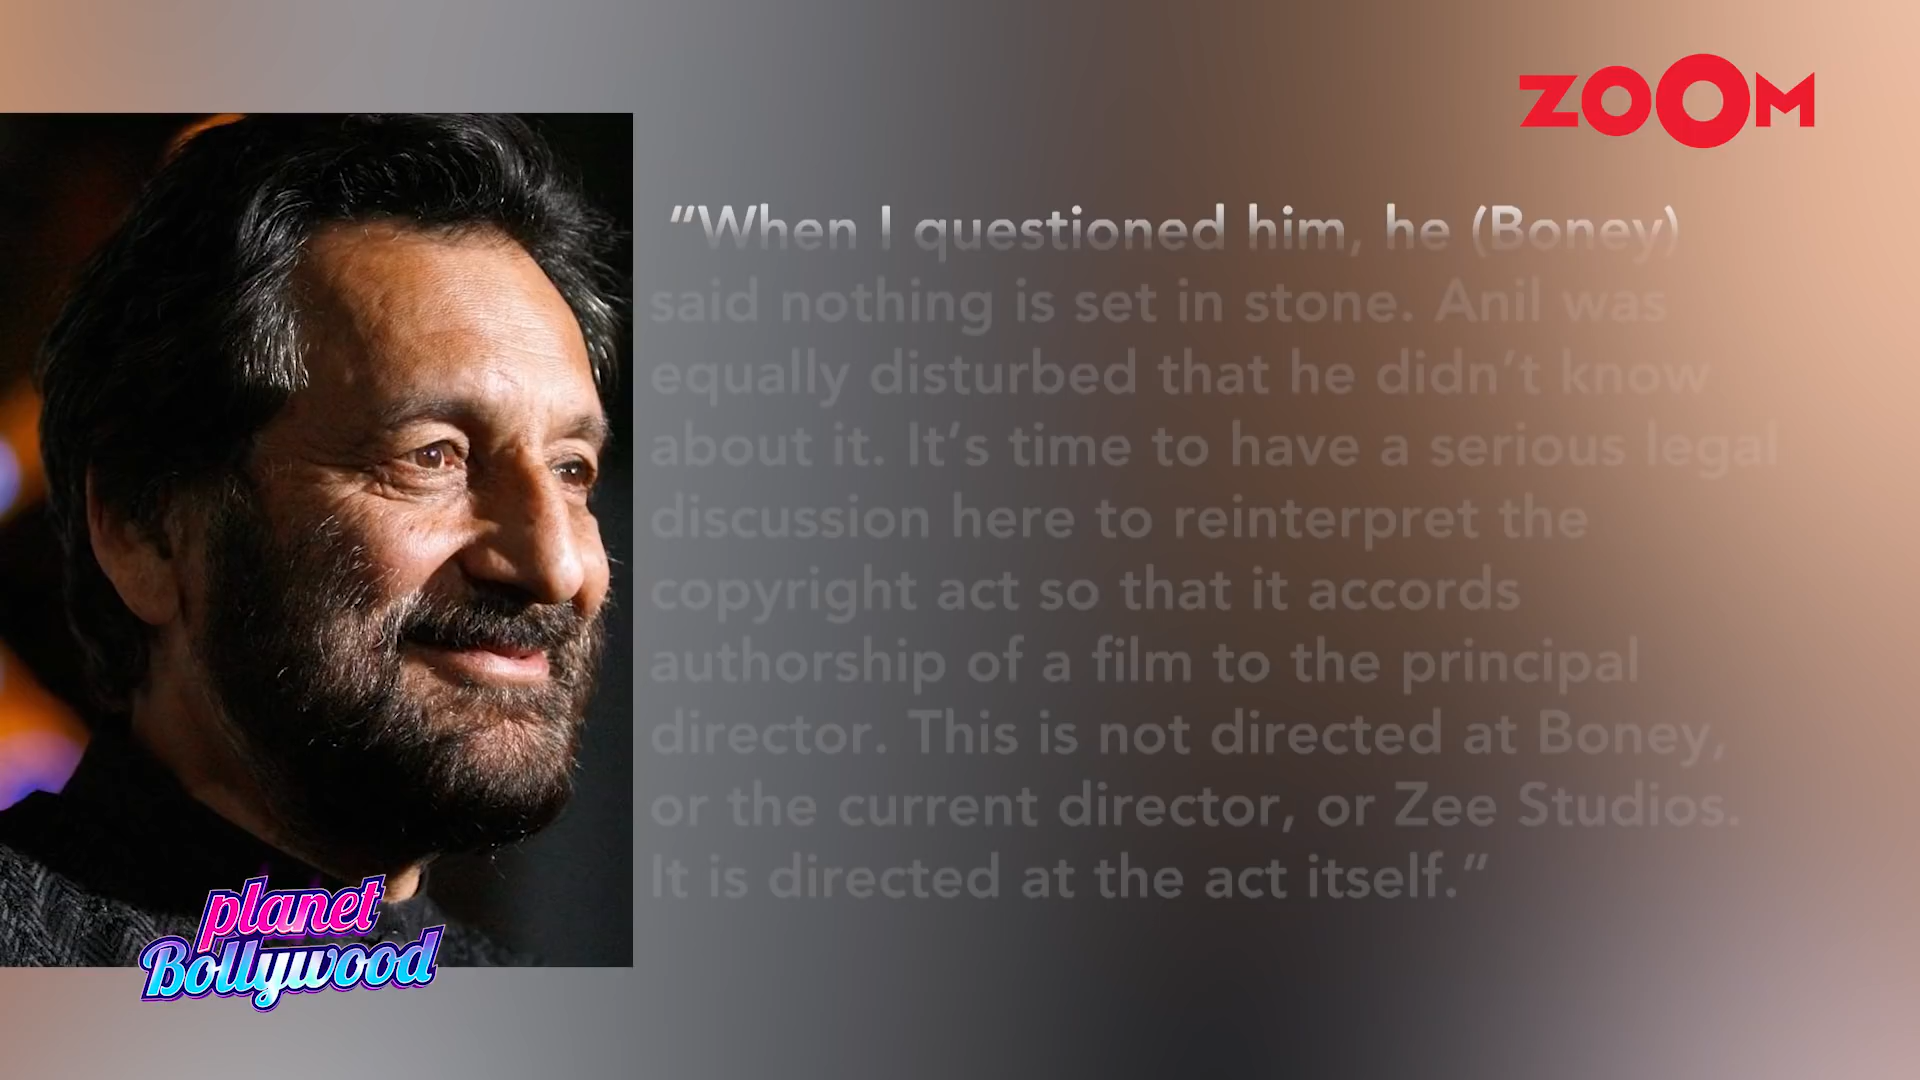 ZOOM
“When I questioned him, he (Boney)
said nothing is set in stone. Anil was
equally disturbed that he didn’t know
about it. It’s time to have a serious legal
discussion here to reinterpret the
copyright act so that it accords
authorship of a film to the principal
director. This is not directed at Boney,
or the current director, or Zee Studios.
It is directed at the act itself.”
planet
Bollywood